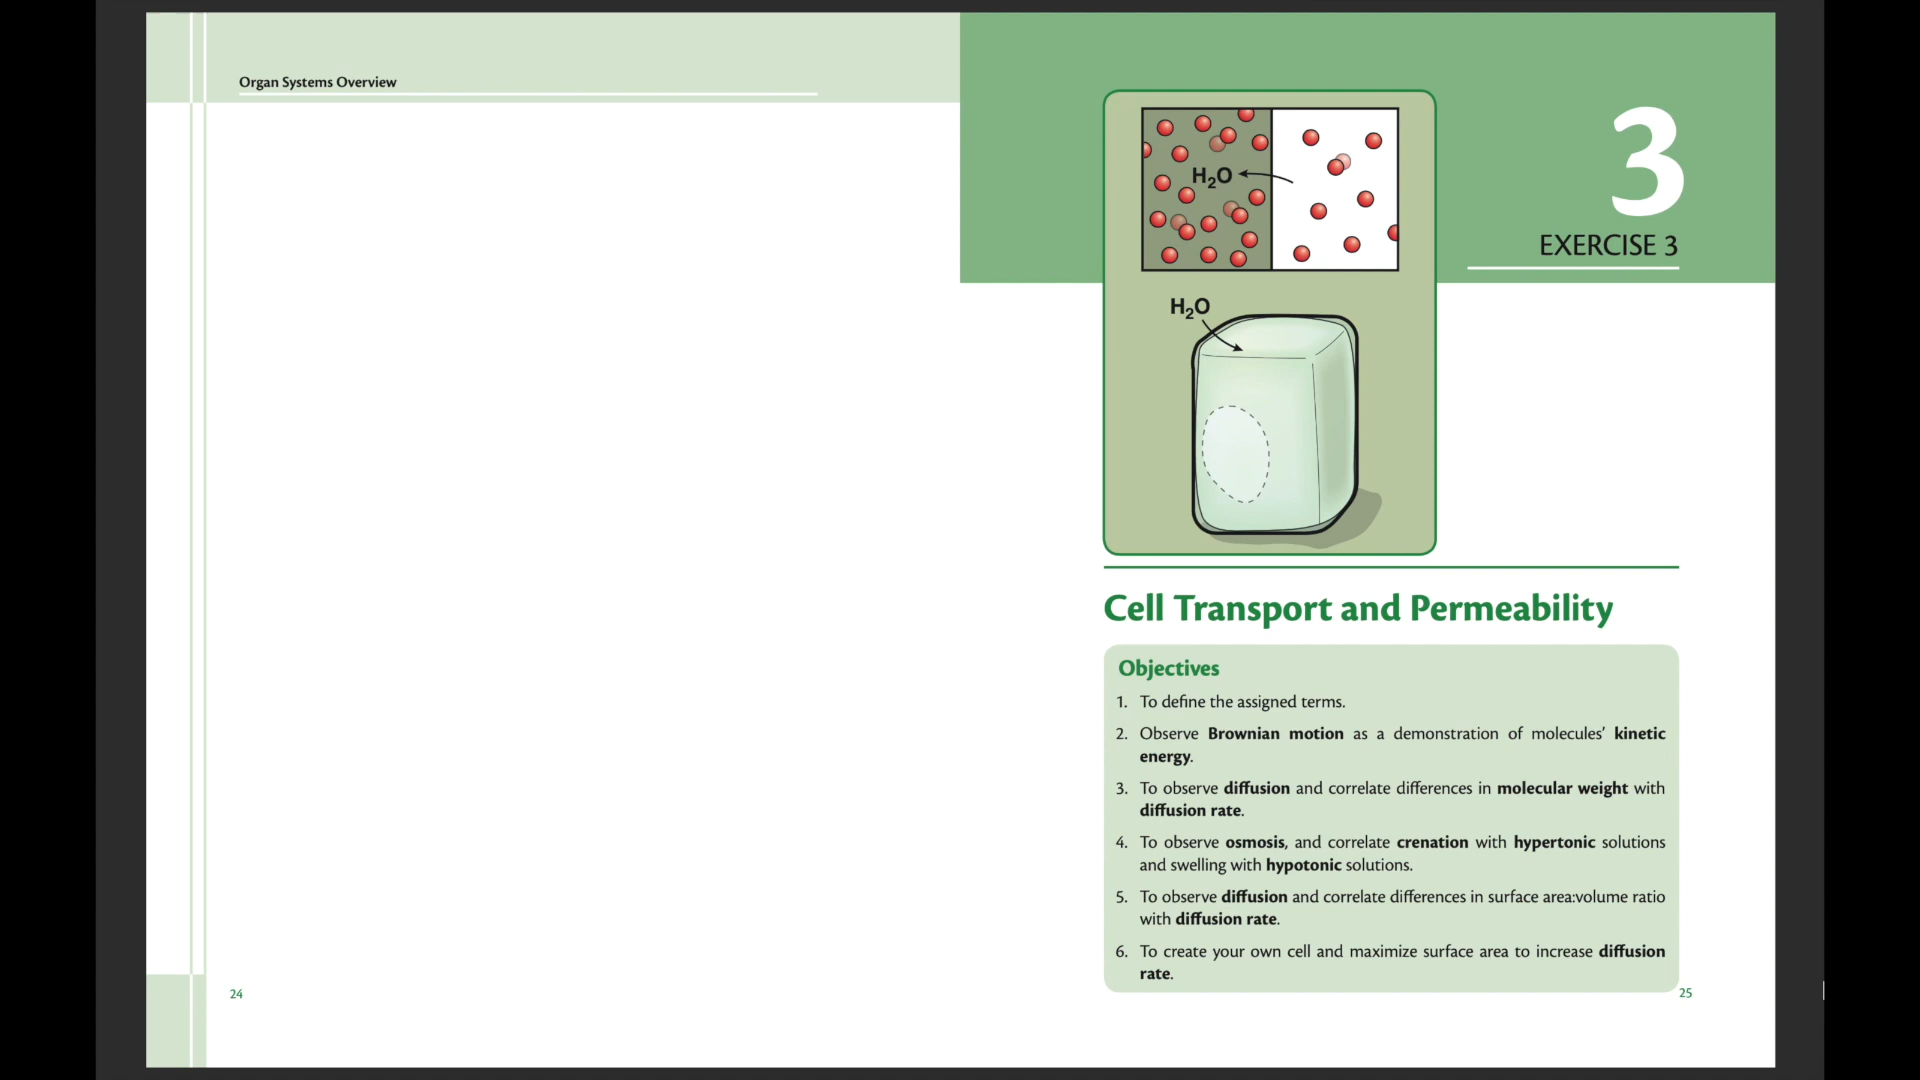 Organ Systems Overview
24
H₂O
3
EXERCISE 3
H₂O
Cell Transport and Permeability
Objectives
1. To define the assigned terms.
2. Observe Brownian motion as a demonstration of molecules’ kinetic
energy.
3. To observe diffusion and correlate differences in molecular weight with
diffusion rate.
4. To observe osmosis, and correlate crenation with hypertonic solutions
and swelling with hypotonic solutions.
5. To observe diffusion and correlate differences in surface area:volume ratio
with diffusion rate.
6. To create your own cell and maximize surface area to increase diffusion
rate.
25